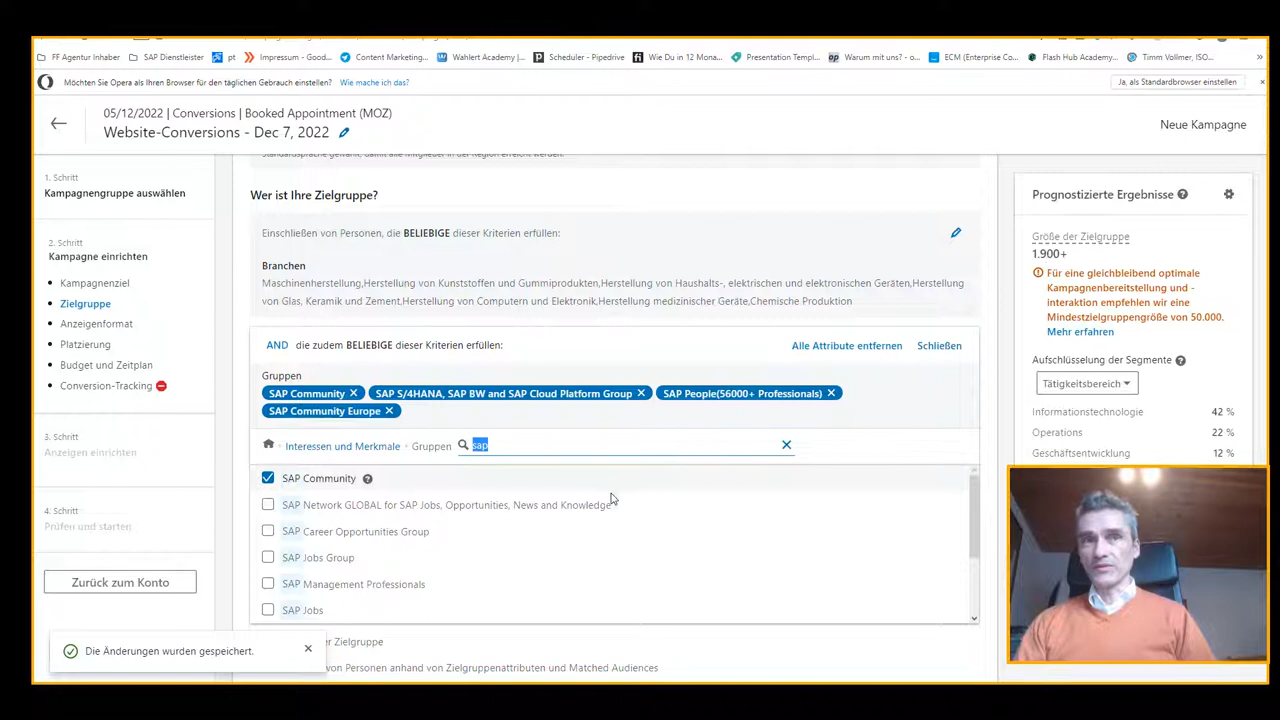 FF Agentur Inhaber
SAP Dienstleister
pt
Impressum - Good...
Content Marketing...
Wahlert Academy |...
Scheduler - Pipedrive
Wie Du in 12 Mona...
Presentation Templ...
Warum mit uns? - o...
ECM (Enterprise Co...
Flash Hub Academy...
Timm Vollmer, ISO...
»
Möchten Sie Opera als Ihren Browser für den täglichen Gebrauch einstellen? Wie mache ich das?
Ja, als Standardbrowser einstellen
05/12/2022 | Conversions | Booked Appointment (MOZ)
Website-Conversions - Dec 7, 2022
Neue Kampagne
1. Schritt
Kampagnengruppe auswählen
2. Schritt
Kampagne einrichten
Kampagnenziel
Zielgruppe
Anzeigenformat
Platzierung
Budget und Zeitplan
Conversion-Tracking
3. Schritt
Anzeigen einrichten
4. Schritt
Prüfen und starten
Zurück zum Konto
Die Änderungen wurden gespeichert.
Standardsprache gewählt, damit alle Mitglieder in der Region erreicht werden.
Wer ist Ihre Zielgruppe?
Einschließen von Personen, die BELIEBIGE dieser Kriterien erfüllen:
Branchen
Maschinenherstellung,Herstellung von Kunststoffen und Gummiprodukten,Herstellung von Haushalts-, elektrischen und elektronischen Geräten,Herstellung
von Glas, Keramik und Zement,Herstellung von Computern und Elektronik,Herstellung medizinischer Geräte,Chemische Produktion
AND die zudem BELIEBIGE dieser Kriterien erfüllen:
Alle Attribute entfernen
Schließen
Gruppen
SAP Community
SAP S/4HANA, SAP BW and SAP Cloud Platform Group
SAP People(56000+ Professionals)
SAP Community Europe
Interessen und Merkmale
Gruppen
sap
SAP Community
SAP Network GLOBAL for SAP Jobs, Opportunities, News and Knowledge
SAP Career Opportunities Group
SAP Jobs Group
SAP Management Professionals
SAP Jobs
er Zielgruppe
von Personen anhand von Zielgruppenattributen und Matched Audiences
Prognostizierte Ergebnisse
Größe der Zielgruppe
1.900+
Für eine gleichbleibend optimale
Kampagnenbereitstellung und -
interaktion empfehlen wir eine
Mindestzielgruppengröße von 50.000.
Mehr erfahren
Aufschlüsselung der Segmente
Tätigkeitsbereich
Informationstechnologie 42 %
Operations 22 %
Geschäftsentwicklung 12 %